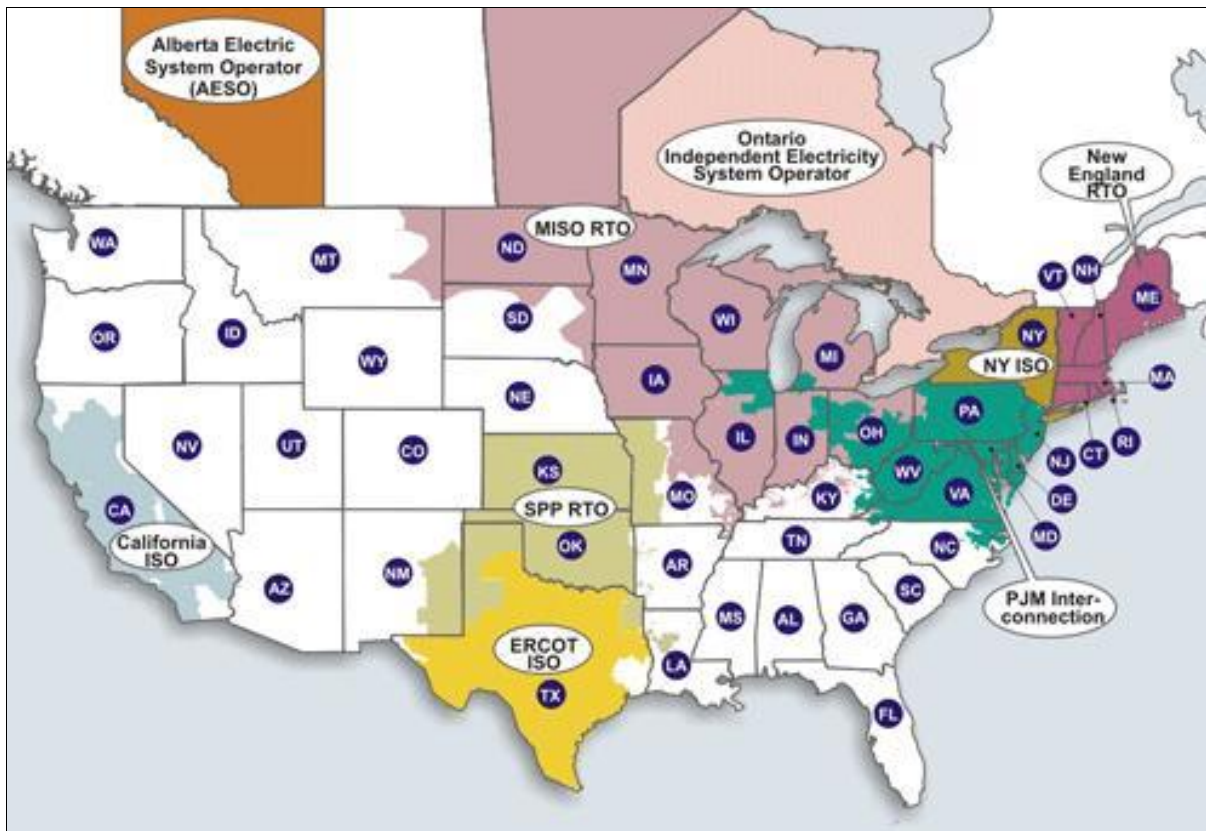 Alberta Electric
System Operator
(AESO)
Ontario
Independent Electricity
System Operator
New
England
RTO
MISO RTO
WA
MT
ND
MN
VT
NH
ME
OR
ID
SD
WI
NY
WY
MI
NY ISO
MA
IA
NE
PA
NV
UT
CO
IL
IN
OH
RI
CT
NJ
KS
WV
MO
KY
VA
DE
CA
SPP RTO
MD
California
ISO
OK
TN
NC
AZ
NM
AR
SC
MS
AL
GA
PJM Inter-
connection
ERCOT
ISO
LA
TX
FL